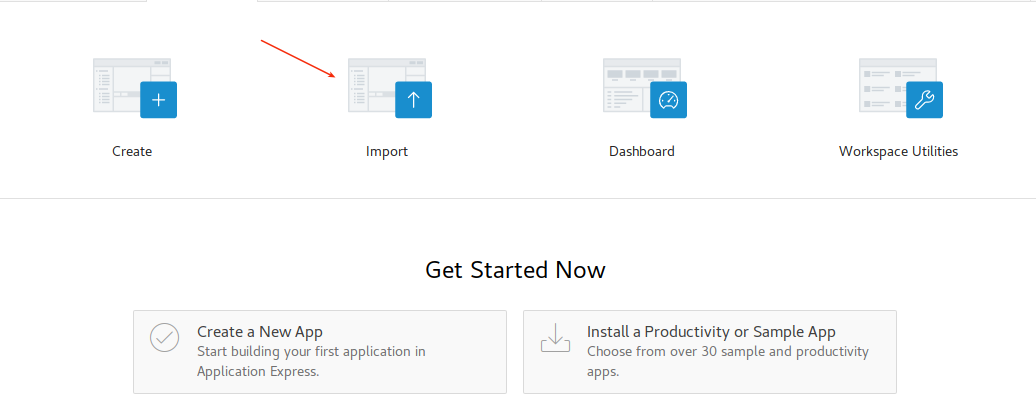 Create
Import
Dashboard
Workspace Utilities
Get Started Now
Create a New App
Start building your first application in
Application Express.
Install a Productivity or Sample App
Choose from over 30 sample and productivity
apps.